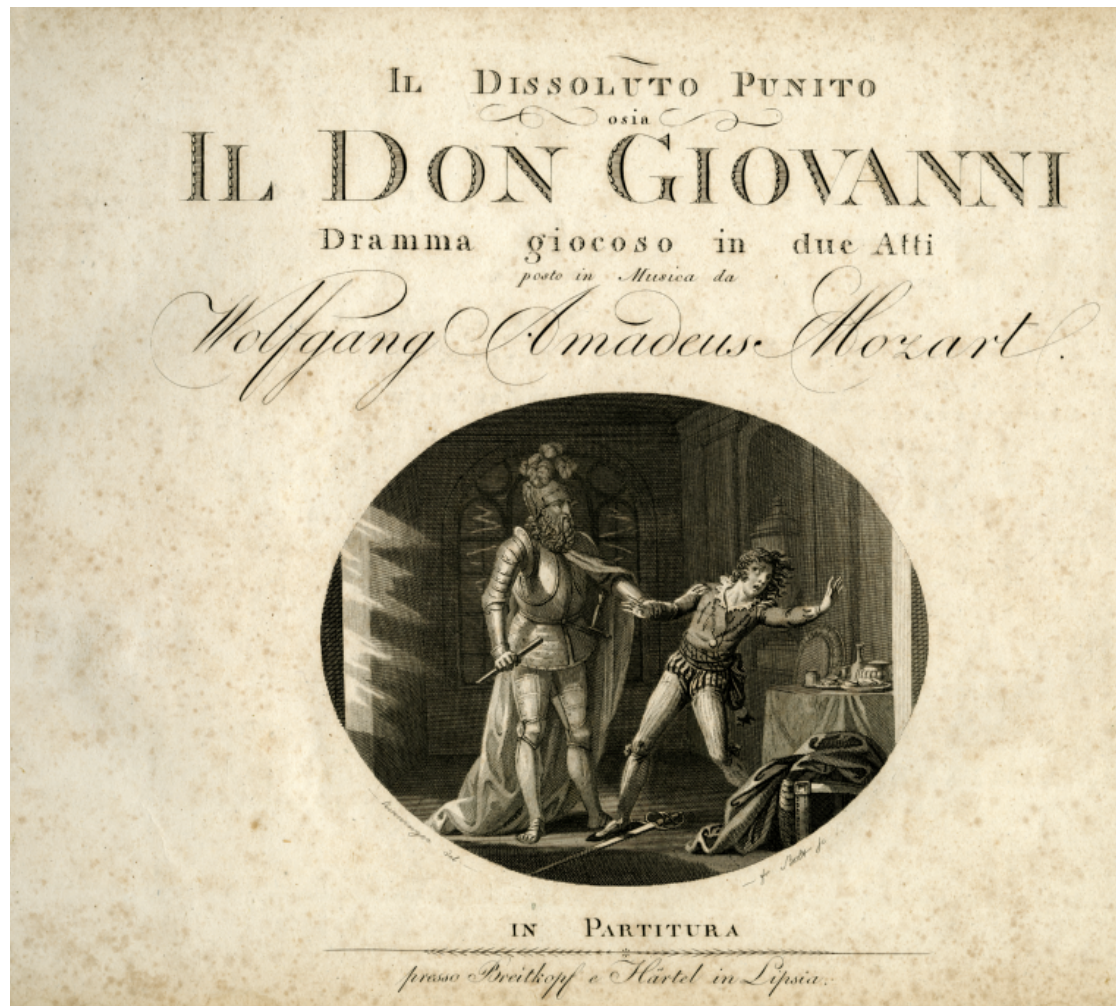 IL DISSOLUTO PUNITO
osia
IL DON GIOVANNI
Dramma giocoso in due Atti
posto in Musica da
Wolfgang Amadeus Mozart.
del.
IN PARTITURA
presso Breitkopf e Härtel in Lipsia.